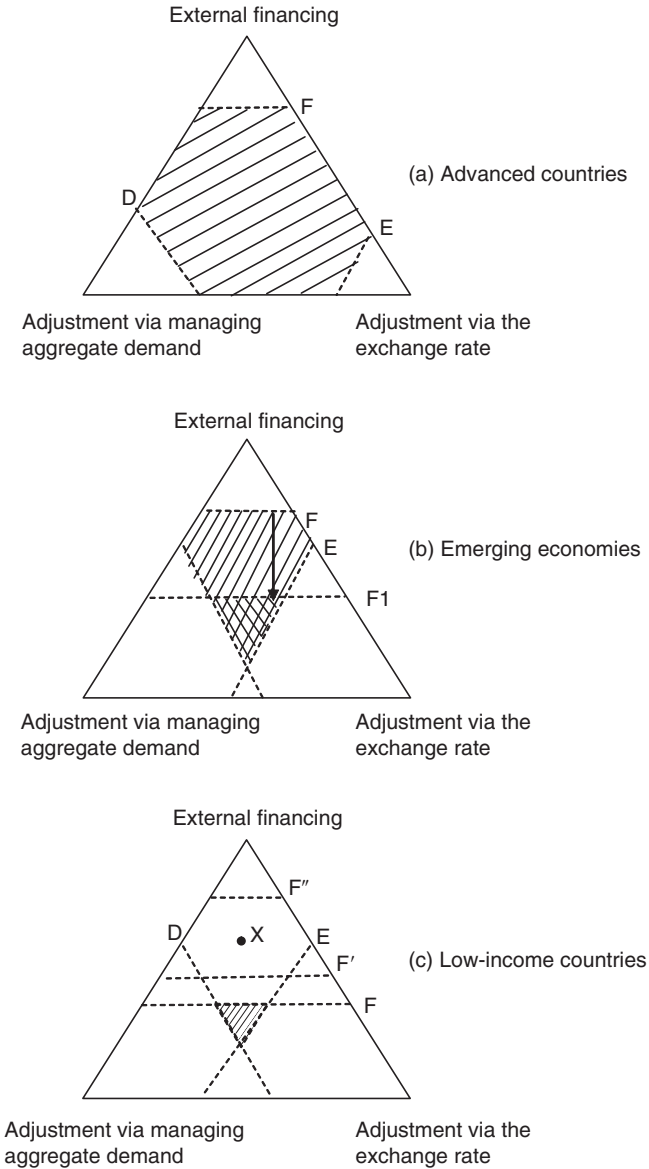 External financing
F
(a) Advanced countries
D
E
Adjustment via managing
aggregate demand
Adjustment via the
exchange rate
External financing
F
E
(b) Emerging economies
F1
Adjustment via managing
aggregate demand
Adjustment via the
exchange rate
External financing
F″
D
X
E
F′
(c) Low-income countries
F
Adjustment via managing
aggregate demand
Adjustment via the
exchange rate